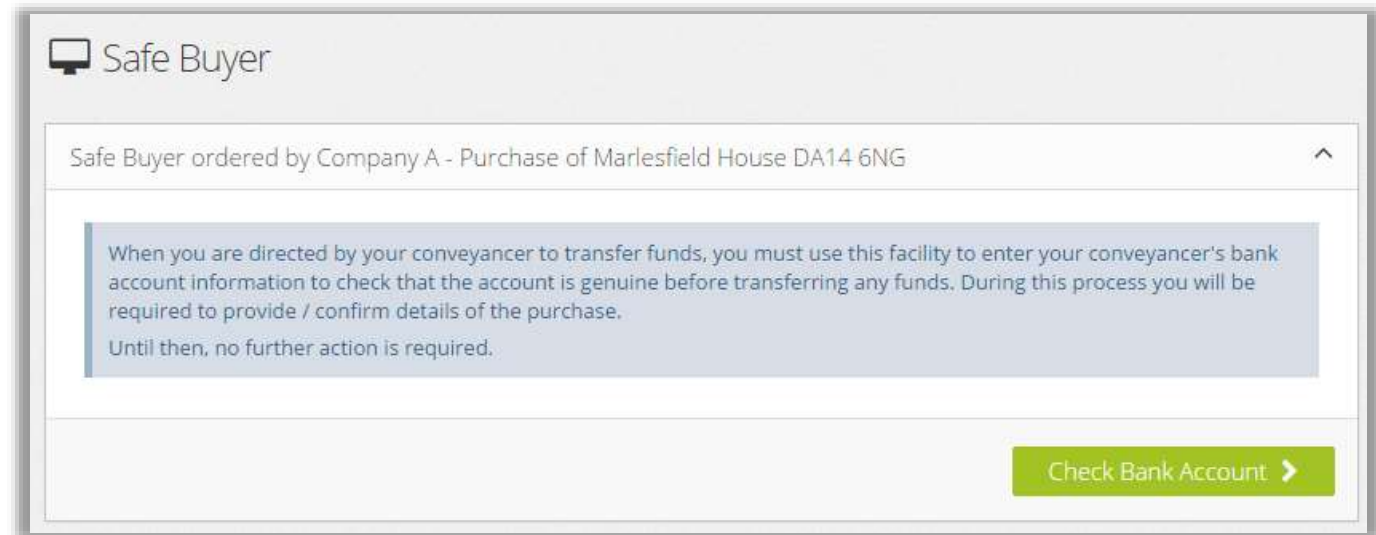 Safe Buyer
Safe Buyer ordered by Company A - Purchase of Marlesfield House DA14 6NG
When you are directed by your conveyancer to transfer funds, you must use this facility to enter your conveyancer's bank
account information to check that the account is genuine before transferring any funds. During this process you will be
required to provide / confirm details of the purchase.
Until then, no further action is required.
Check Bank Account